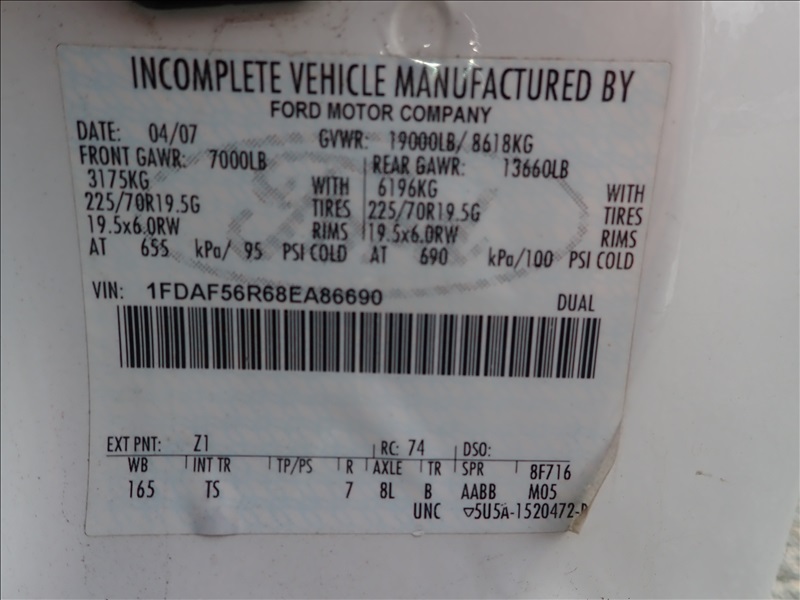 INCOMPLETE VEHICLE MANUFACTURED BY
FORD MOTOR COMPANY
DATE: 04/07 GVWR: 19000LB/ 8618KG
FRONT GAWR: 7000LB REAR GAWR: 13660LB
3175KG WITH 6196KG WITH
225/70R19.5G TIRES 225/70R19.5G TIRES
19.5x6.0RW RIMS 19.5x6.0RW RIMS
AT 655 kPa/ 95 PSI COLD AT 690 kPa/100 PSI COLD
VIN: 1FDAF56R68EA86690 DUAL
EXT PNT: Z1 RC: 74 DSO:
WB INT TR TP/PS R AXLE TR SPR 8F716
165 TS 7 8L B AABB M05
UNC ▽5U5A-1520472-